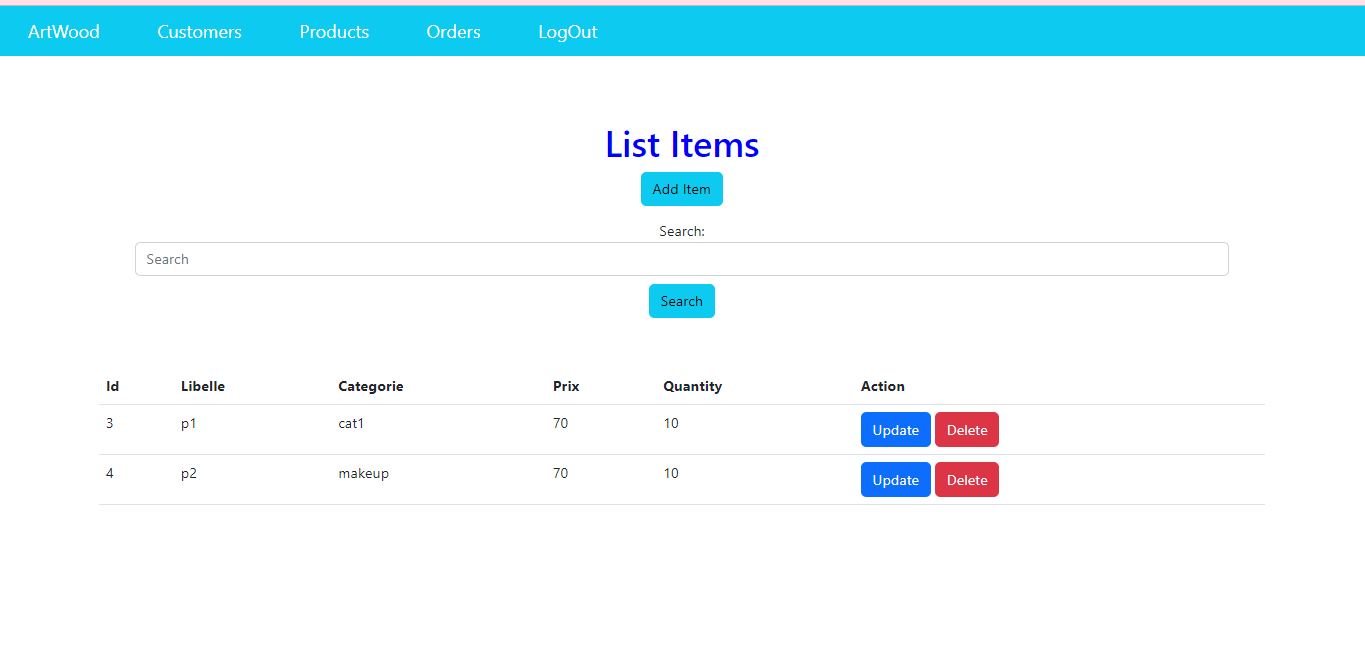 ArtWood Customers Products Orders LogOut
List Items
Add Item
Search:
Search
Search
Id Libelle Categorie Prix Quantity Action
3 p1 cat1 70 10 Update Delete
4 p2 makeup 70 10 Update Delete